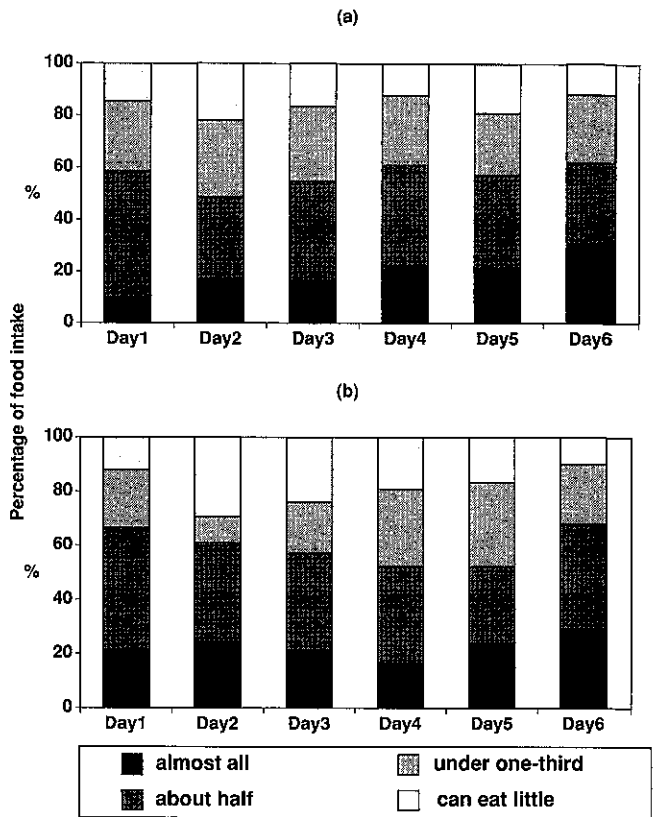 (a)
100
80
60
%
40
20
0
Day1 Day2 Day3 Day4 Day5 Day6
Percentage of food intake
(b)
100
80
60
%
40
20
0
Day1 Day2 Day3 Day4 Day5 Day6
almost all under one-third
about half can eat little